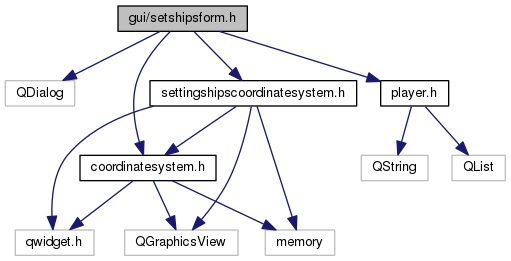 gui/setshipsform.h
QDialog
settingshipscoordinatesystem.h
player.h
coordinatesystem.h
QString
QList
qwidget.h
QGraphicsView
memory